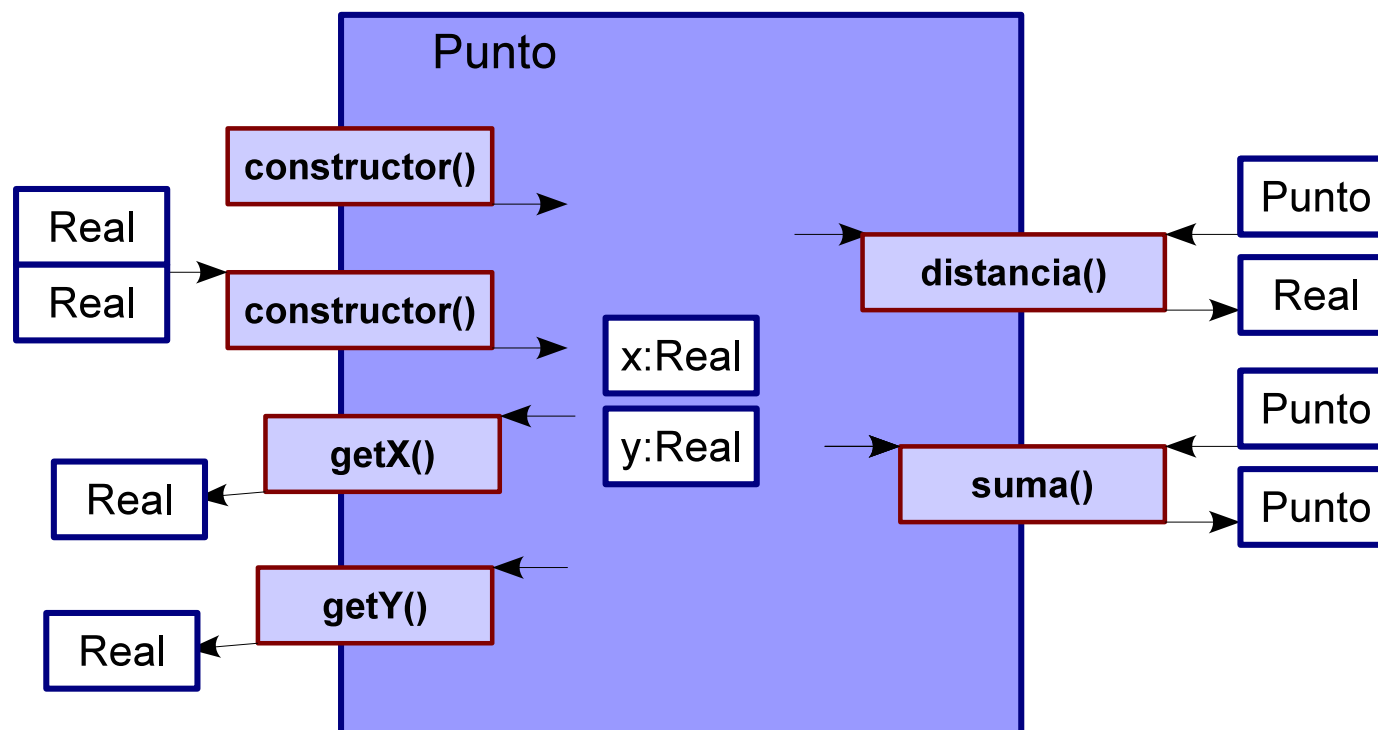 Punto
constructor()
Real
Real
constructor()
getX()
Real
getY()
Real
x:Real
y:Real
Punto
distancia()
Real
Punto
suma()
Punto